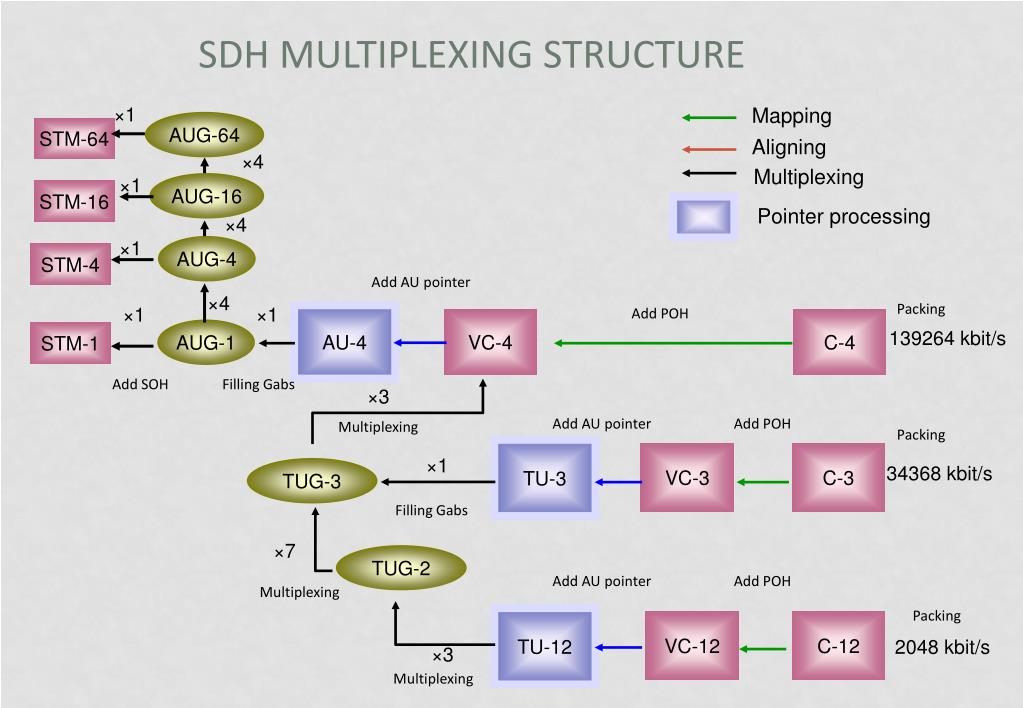 SDH MULTIPLEXING STRUCTURE
×1
STM-64
AUG-64
×4
×1
STM-16
AUG-16
×4
×1
STM-4
AUG-4
×4
×1
STM-1
AUG-1
×1
Add SOH
Filling Gabs
Mapping
Aligning
Multiplexing
Pointer processing
Add AU pointer
AU-4
VC-4
Add POH
C-4
Packing
139264 kbit/s
×3
Multiplexing
TUG-3
×1
Filling Gabs
Add AU pointer
TU-3
VC-3
Add POH
C-3
Packing
34368 kbit/s
×7
Multiplexing
TUG-2
×3
Multiplexing
Add AU pointer
TU-12
VC-12
Add POH
C-12
Packing
2048 kbit/s